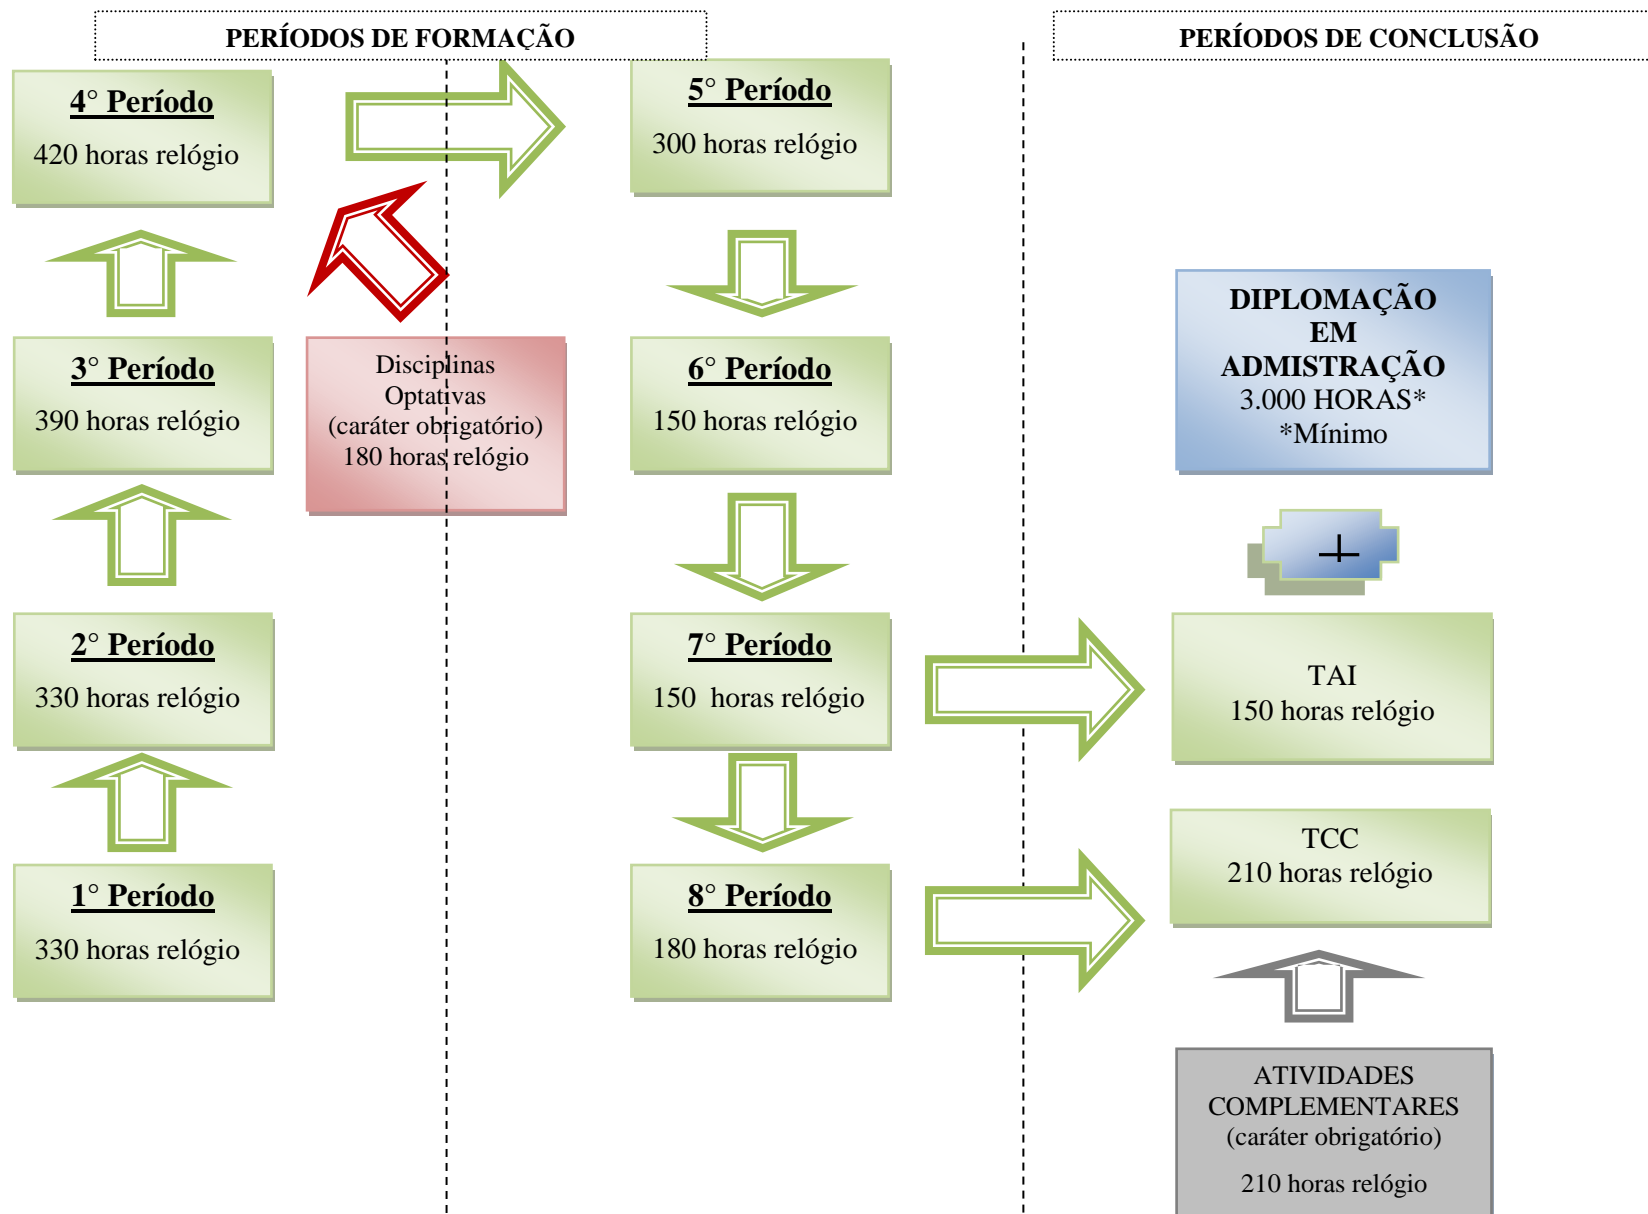 PERÍODOS DE FORMAÇÃO
PERÍODOS DE CONCLUSÃO
4° Período
420 horas relógio
5° Período
300 horas relógio
3° Período
390 horas relógio
Disciplinas
Optativas
(caráter obrigatório)
180 horas relógio
6° Período
150 horas relógio
DIPLOMAÇÃO
EM
ADMISTRAÇÃO
3.000 HORAS*
*Mínimo
+
2° Período
330 horas relógio
7° Período
150 horas relógio
TAI
150 horas relógio
1° Período
330 horas relógio
8° Período
180 horas relógio
TCC
210 horas relógio
ATIVIDADES
COMPLEMENTARES
(caráter obrigatório)
210 horas relógio